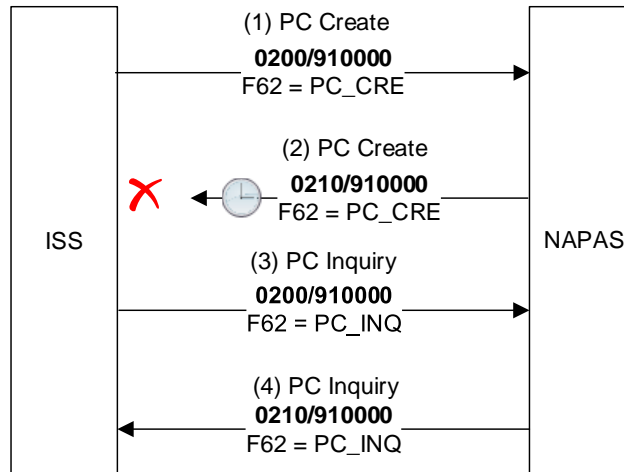 (1) PC Create
0200/910000
F62 = PC_CRE
(2) PC Create
0210/910000
F62 = PC_CRE
ISS
NAPAS
(3) PC Inquiry
0200/910000
F62 = PC_INQ
(4) PC Inquiry
0210/910000
F62 = PC_INQ